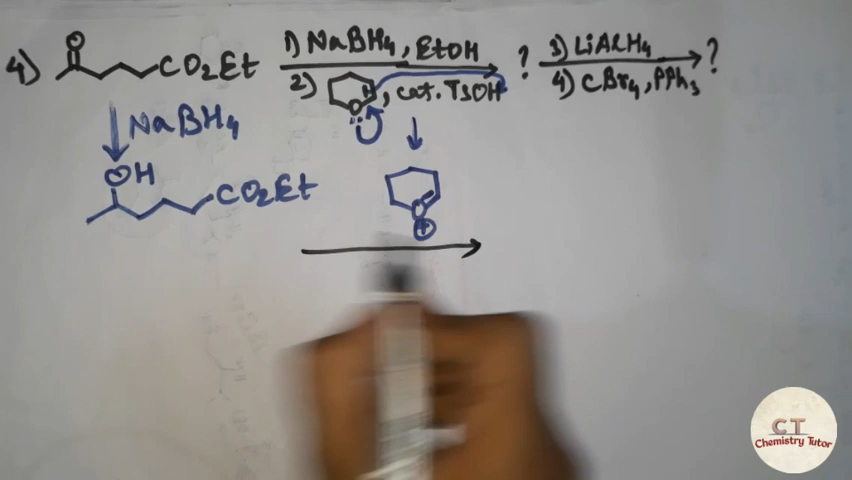 4) O CO2Et 1) NaBH4, EtOH ? 3) LiAlH4 ?
2) O H, cat. TsOH 4) CBr4, PPh3
NaBH4
OH
CO2Et O
⊕
CT
Chemistry Tutor